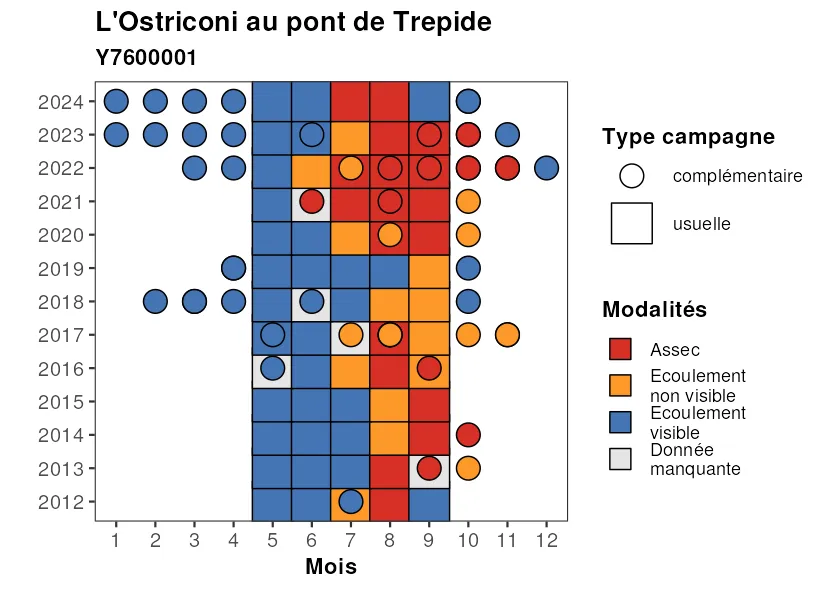 L'Ostriconi au pont de Trepide
Y7600001
2024
2023
2022
2021
2020
2019
2018
2017
2016
2015
2014
2013
2012
1 2 3 4 5 6 7 8 9 10 11 12
Mois
Type campagne
complémentaire
usuelle
Modalités
Assec
Ecoulement
non visible
Ecoulement
visible
Donnée
manquante